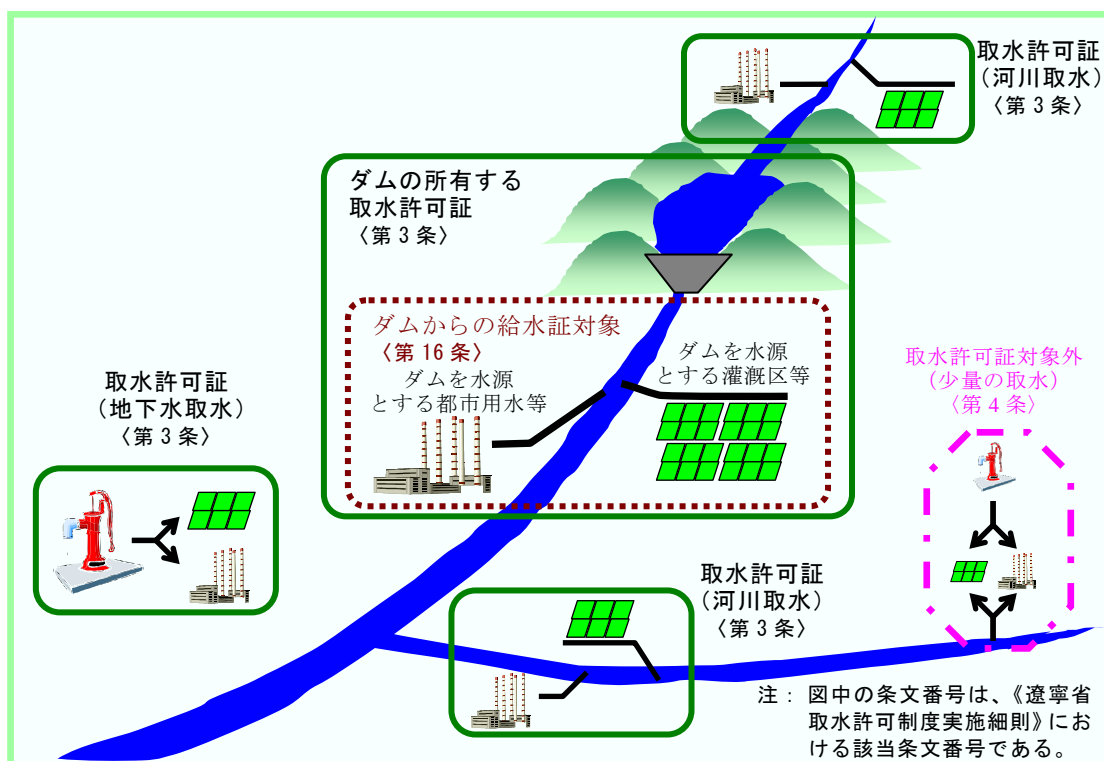 取水許可証
（河川取水）
〈第３条〉
ダムの所有する
取水許可証
〈第３条〉
ダムからの給水証対象
〈第16条〉
ダムを水源
とする都市用水等
ダムを水源
とする灌漑区等
取水許可証対象外
（少量の取水）
〈第４条〉
取水許可証
（地下水取水）
〈第３条〉
取水許可証
（河川取水）
〈第３条〉
注： 図中の条文番号は、《遼寧省
取水許可制度実施細則》にお
ける該当条文番号である。